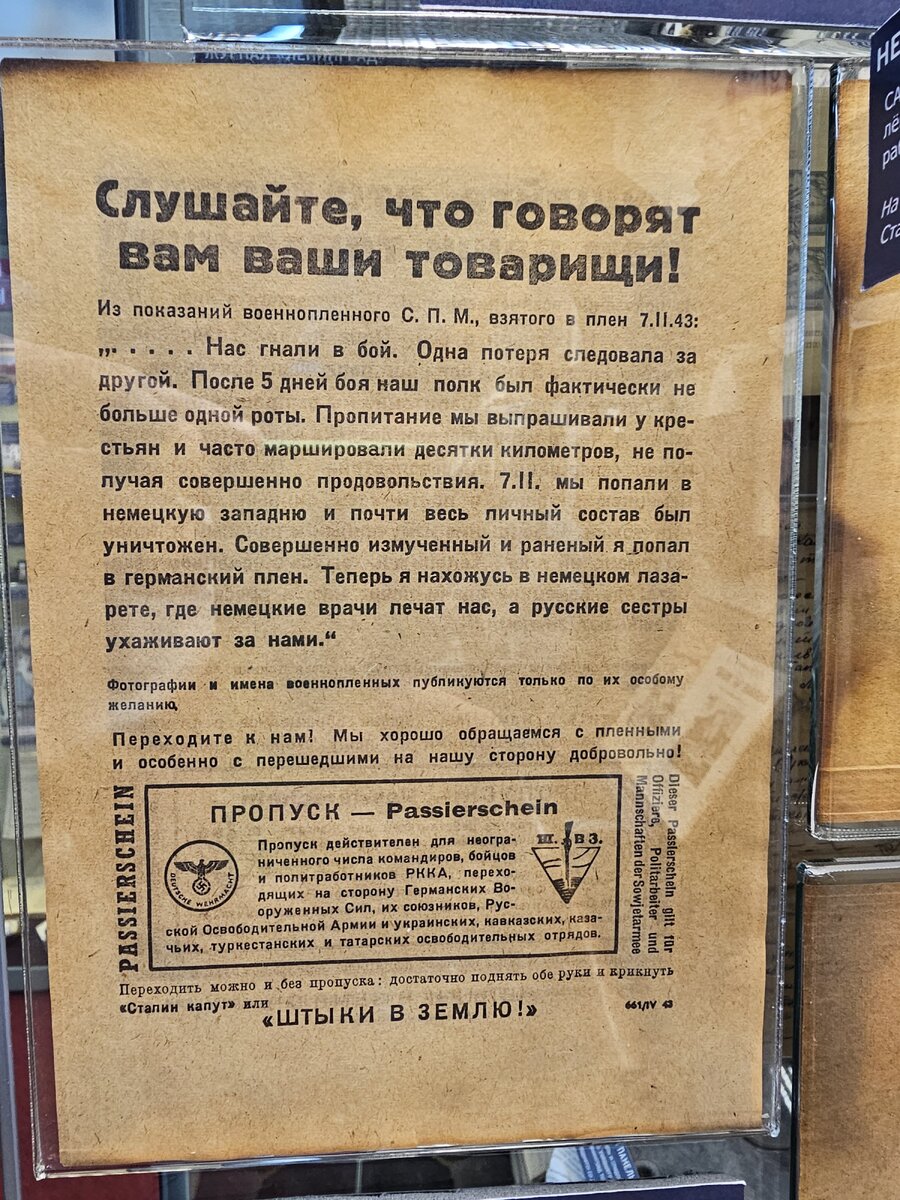 ЖУРНАЛ «ЛЕНИНГРАД»
Слушайте, что говорят
вам ваши товарищи!
Из показаний военнопленного С. П. М., взятого в плен 7.II.43:
„. . . . . Нас гнали в бой. Одна потеря следовала за
другой. После 5 дней боя наш полк был фактически не
больше одной роты. Пропитание мы выпрашивали у кре-
стьян и часто маршировали десятки километров, не по-
лучая совершенно продовольствия. 7.II. мы попали в
немецкую западню и почти весь личный состав был
уничтожен. Совершенно измученный и раненый я попал
в германский плен. Теперь я нахожусь в немецком лаза-
рете, где немецкие врачи лечат нас, а русские сестры
ухаживают за нами.“
Фотографии и имена военнопленных публикуются только по их особому
желанию,
Переходите к нам! Мы хорошо обращаемся с пленными
и особенно с перешедшими на нашу сторону добровольно!
PASSIERSCHEIN
ПРОПУСК — Passierschein
DEUTSCHE WEHRMACHT
Пропуск действителен для неогра-
ниченного числа командиров, бойцов
и политработников РККА, перехо-
дящих на сторону Германских Во-
оруженных Сил, их союзников, Рус-
ской Освободительной Армии и украинских, кавказских, каза-
чьих, туркестанских и татарских освободительных отрядов.
Ш. В З.
Dieser Passierschein gilt für
Offiziere, Politarbeiter und
Mannschaften der Sowjetarmee
Переходить можно и без пропуска: достаточно поднять обе руки и крикнуть
«Сталин капут» или
«ШТЫКИ В ЗЕМЛЮ!»
661/IV 43
НЕ
СА
лё
ра
На
Ста